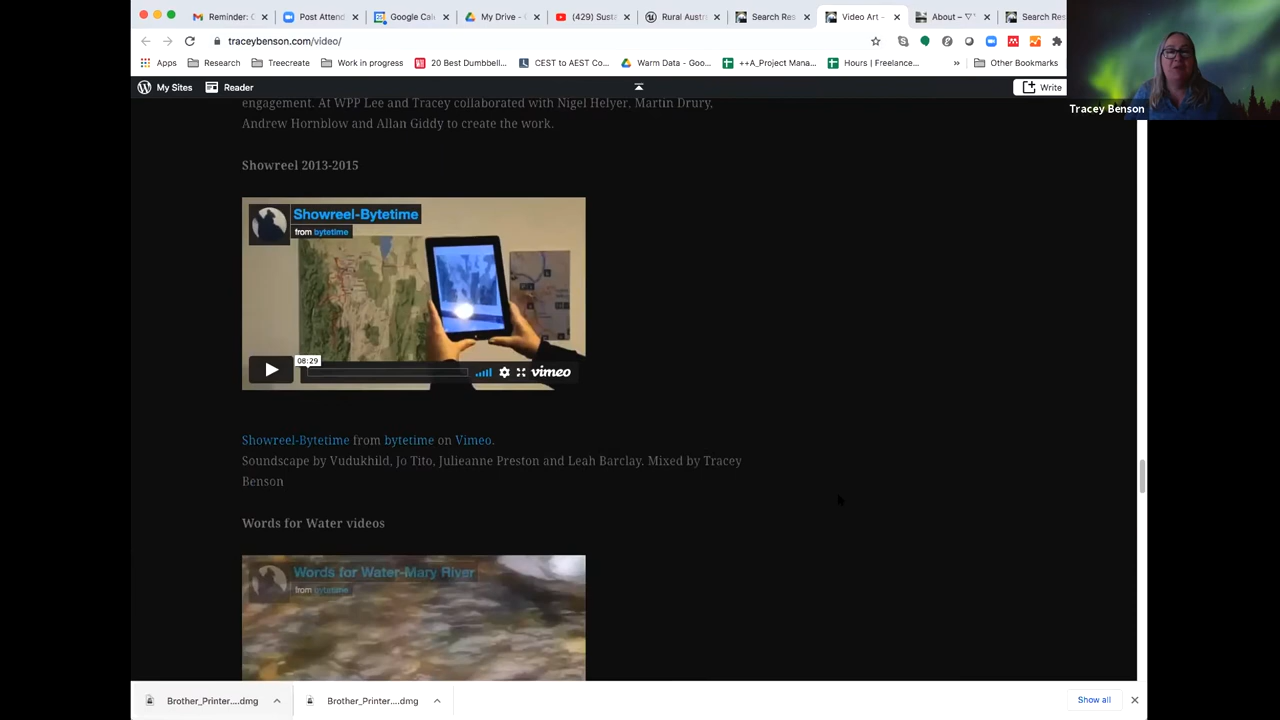 Reminder: C
Post Attend
Google Cal
My Drive - G
(429) Susta
Rural Austr
Search Res
Video Art -
About – ▽
Search Res
traceybenson.com/video/
Apps
Research
Treecreate
Work in progress
20 Best Dumbbell...
CEST to AEST Co...
Warm Data - Goo...
++A_Project Mana...
Hours | Freelance...
»
Other Bookmarks
My Sites
Reader
Write
Tracey Benson
engagement. At WPP Lee and Tracey collaborated with Nigel Helyer, Martin Drury,
Andrew Hornblow and Allan Giddy to create the work.
Showreel 2013-2015
Showreel-Bytetime
from bytetime
08:29
vimeo
Showreel-Bytetime from bytetime on Vimeo.
Soundscape by Vudukhild, Jo Tito, Julieanne Preston and Leah Barclay. Mixed by Tracey
Benson
Words for Water videos
Words for Water-Mary River
from bytetime
Brother_Printer....dmg
Brother_Printer....dmg
Show all